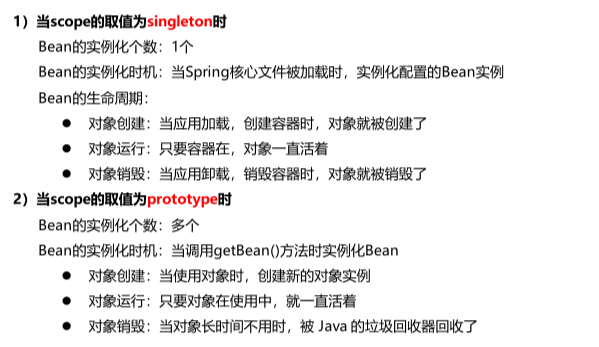 1）当scope的取值为singleton时
Bean的实例化个数：1个
Bean的实例化时机：当Spring核心文件被加载时，实例化配置的Bean实例
Bean的生命周期：
● 对象创建：当应用加载，创建容器时，对象就被创建了
● 对象运行：只要容器在，对象一直活着
● 对象销毁：当应用卸载，销毁容器时，对象就被销毁了
2）当scope的取值为prototype时
Bean的实例化个数：多个
Bean的实例化时机：当调用getBean()方法时实例化Bean
● 对象创建：当使用对象时，创建新的对象实例
● 对象运行：只要对象在使用中，就一直活着
● 对象销毁：当对象长时间不用时，被 Java 的垃圾回收器回收了